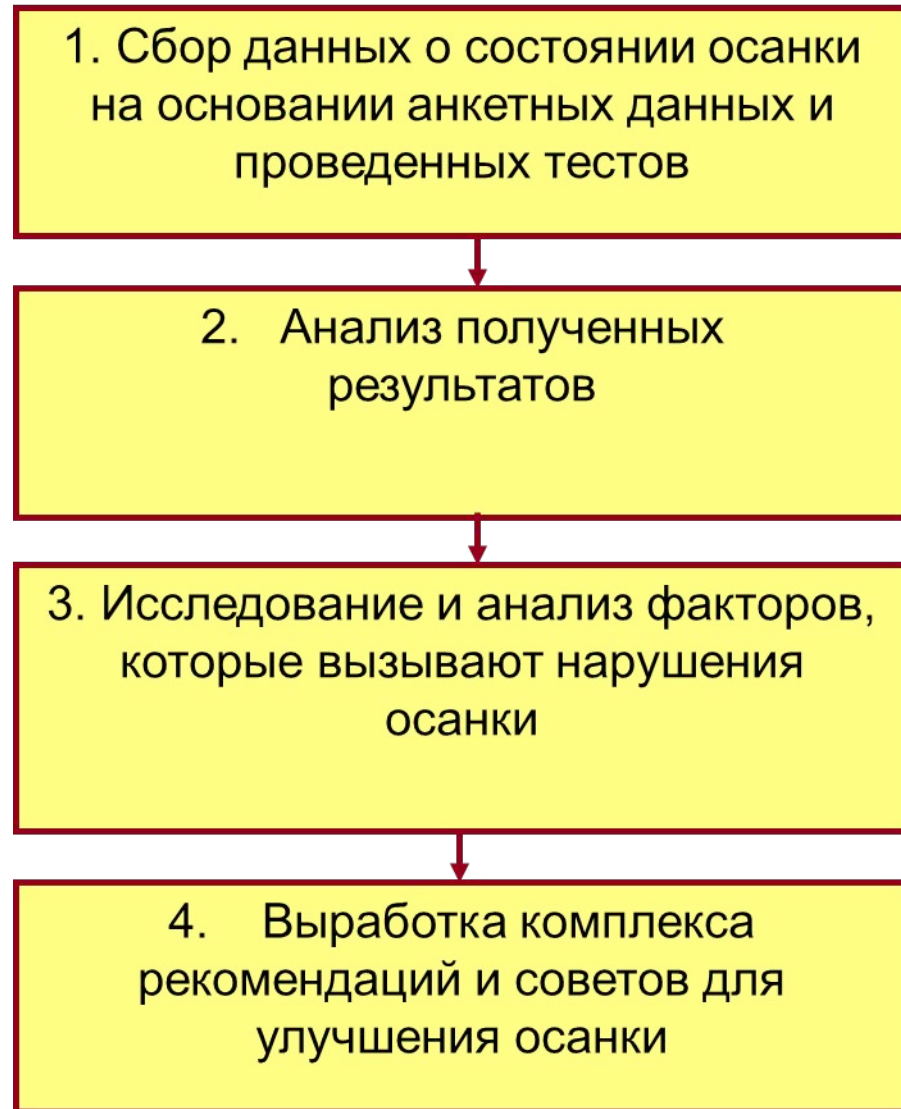 1. Сбор данных о состоянии осанки
на основании анкетных данных и
проведенных тестов
2. Анализ полученных
результатов
3. Исследование и анализ факторов,
которые вызывают нарушения
осанки
4. Выработка комплекса
рекомендаций и советов для
улучшения осанки